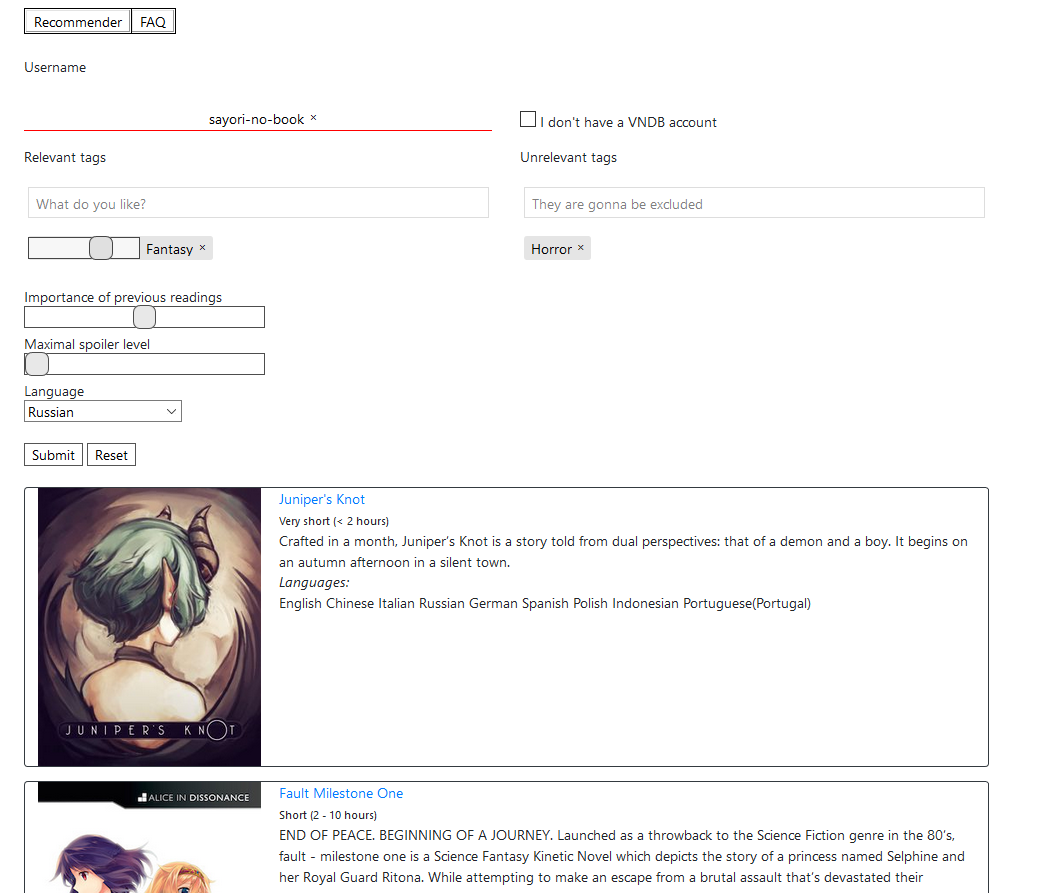 Recommender FAQ
Username
sayori-no-book ×
I don't have a VNDB account
Relevant tags
Unrelevant tags
What do you like?
They are gonna be excluded
Fantasy ×
Horror ×
Importance of previous readings
Maximal spoiler level
Language
Russian
Submit Reset
JUNIPER'S KNOT
Juniper's Knot
Very short (< 2 hours)
Crafted in a month, Juniper's Knot is a story told from dual perspectives: that of a demon and a boy. It begins on
an autumn afternoon in a silent town.
Languages:
English Chinese Italian Russian German Spanish Polish Indonesian Portuguese(Portugal)
ALICE IN DISSONANCE
Fault Milestone One
Short (2 - 10 hours)
END OF PEACE. BEGINNING OF A JOURNEY. Launched as a throwback to the Science Fiction genre in the 80's,
fault - milestone one is a Science Fantasy Kinetic Novel which depicts the story of a princess named Selphine and
her Royal Guard Ritona. While attempting to make an escape from a brutal assault that's devastated their